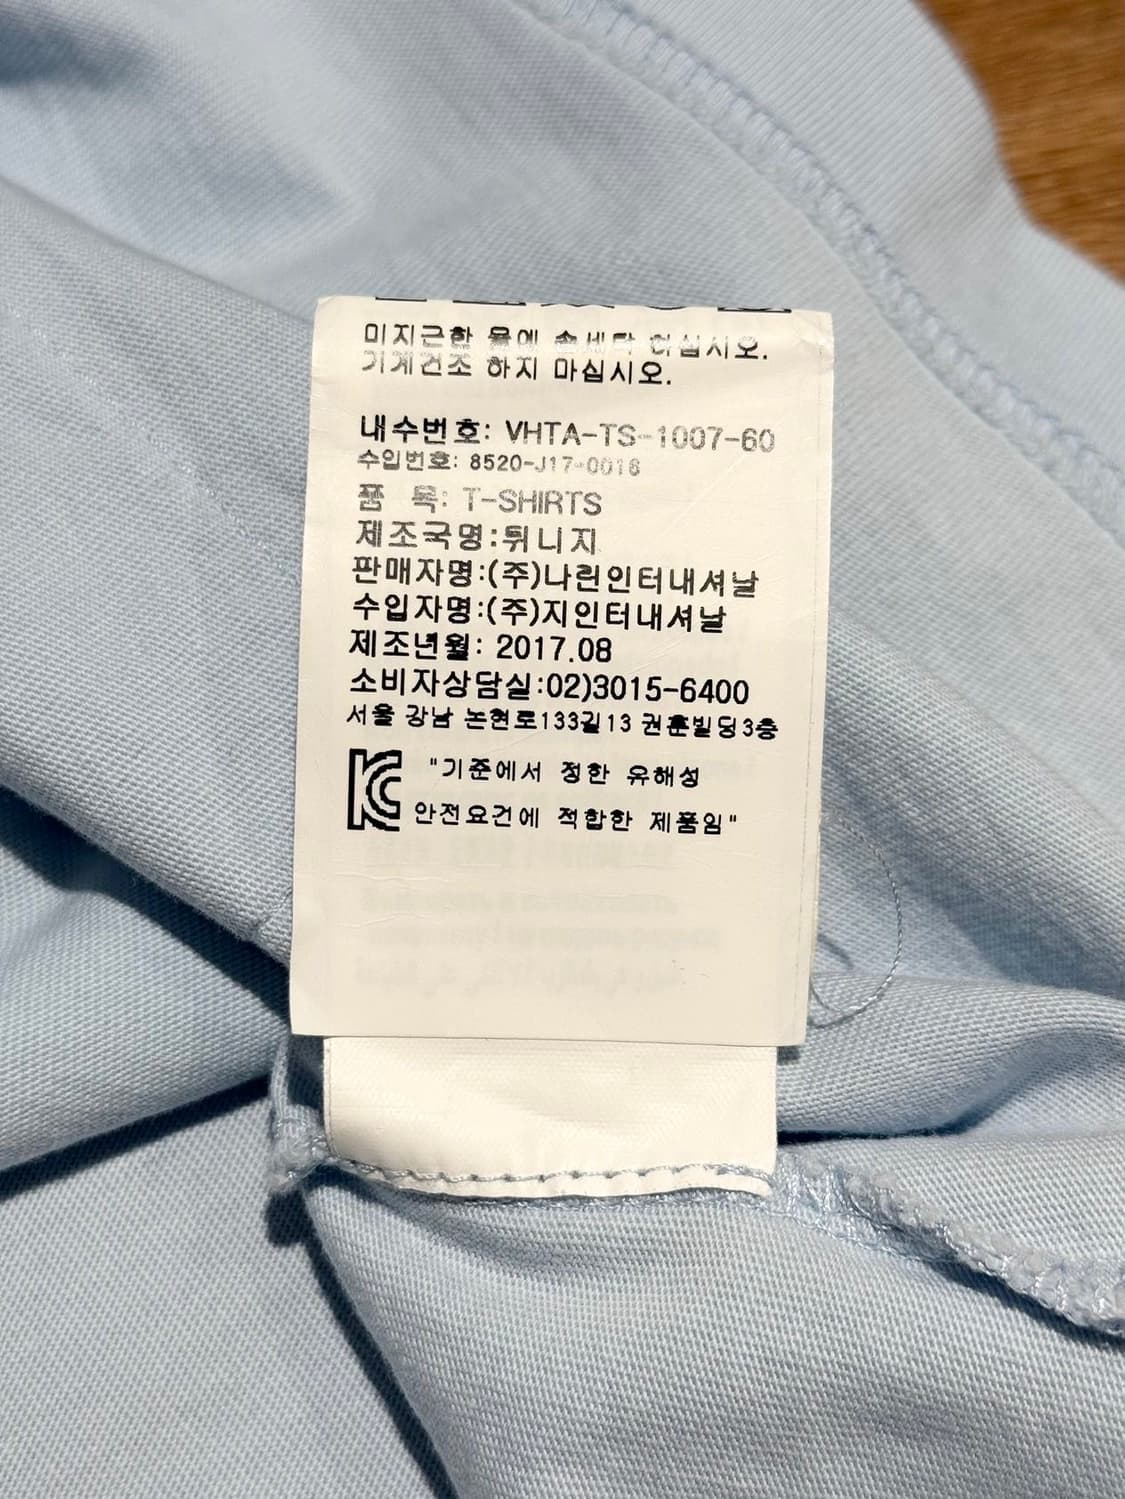 미지근한 물에 손세탁 하십시오.
기계건조 하지 마십시오.
내수번호: VHTA-TS-1007-60
수입번호: 8520-J17-0016
품 목: T-SHIRTS
제조국명:튀니지
판매자명:(주)나린인터내셔날
수입자명:(주)지인터내셔날
제조년월: 2017.08
소비자상담실:02)3015-6400
서울 강남 논현로133길13 권훈빌딩3층
"기준에서 정한 유해성
안전요건에 적합한 제품임"